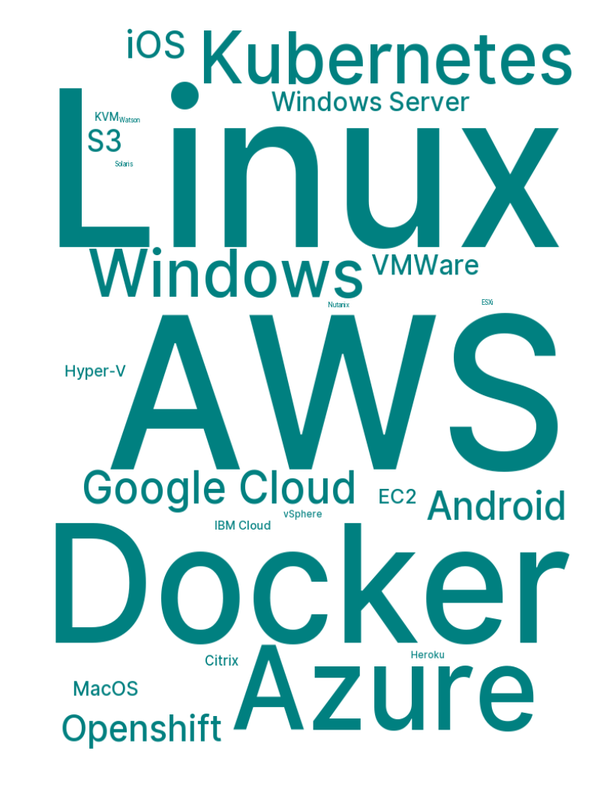 iOS
Kubernetes
Windows Server
Linux
KVM
Watson
S3
Solaris
Windows
VMWare
Nutanix
ESXi
AWS
Hyper-V
Google Cloud
EC2
Android
vSphere
IBM Cloud
Docker
Citrix
Heroku
Azure
MacOS
Openshift